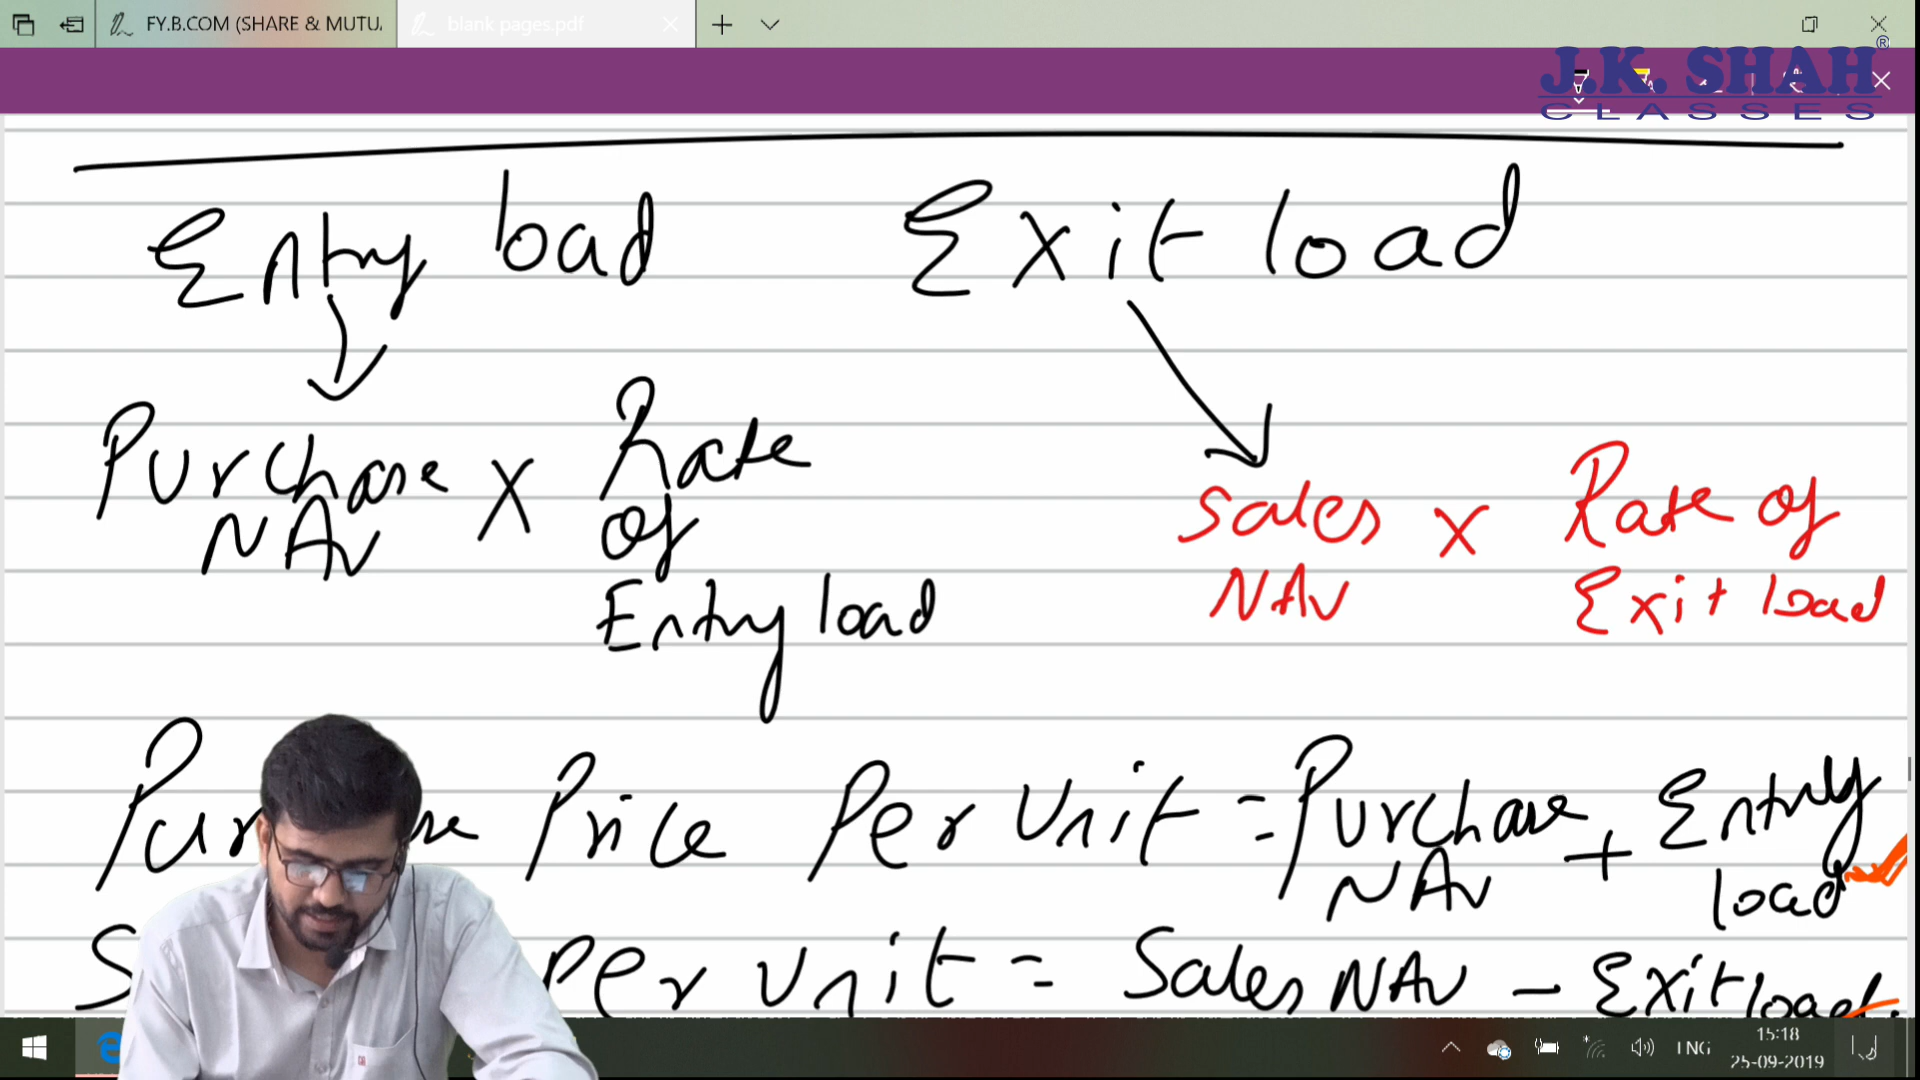 FY.B.COM (SHARE & MUTU
blank pages.pdf
J.K. SHAH®
CLASSES
Entry load
Exit load
Purchase NAV X Rate of Entry load
Sales NAV X Rate of Exit load
Price Per Unit = Purchase NAV + Entry load
Per Unit = Sales NAV - Exit load.
ENG
15:18
25-09-2019